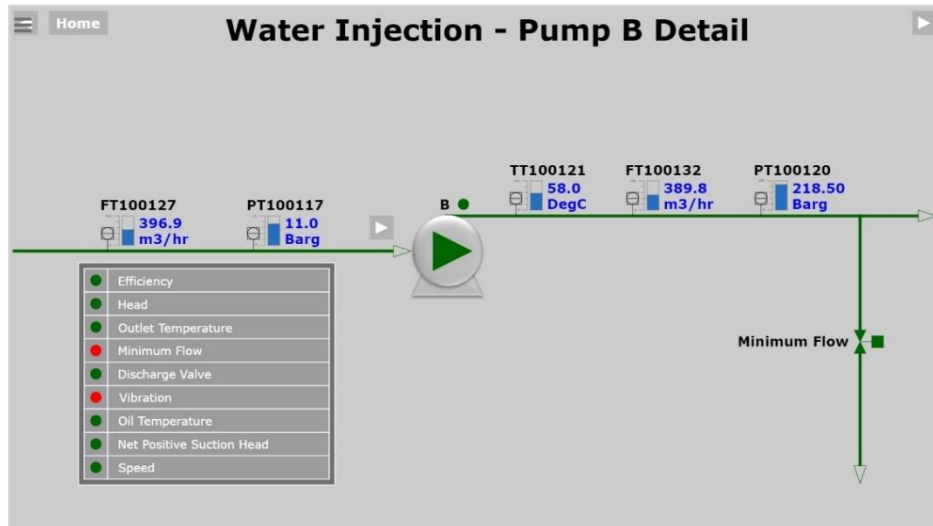 Home
Water Injection - Pump B Detail
FT100127
396.9
m3/hr
PT100117
11.0
Barg
B
TT100121
58.0
DegC
FT100132
389.8
m3/hr
PT100120
218.50
Barg
Efficiency
Head
Outlet Temperature
Minimum Flow
Discharge Valve
Vibration
Oil Temperature
Net Positive Suction Head
Speed
Minimum Flow